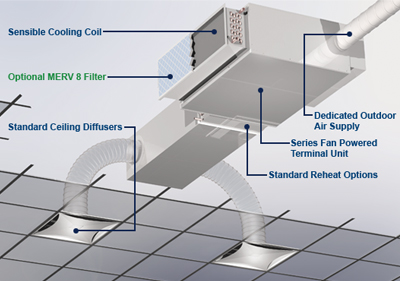 Sensible Cooling Coil
Optional MERV 8 Filter
Standard Ceiling Diffusers
Dedicated Outdoor
Air Supply
Series Fan Powered
Terminal Unit
Standard Reheat Options